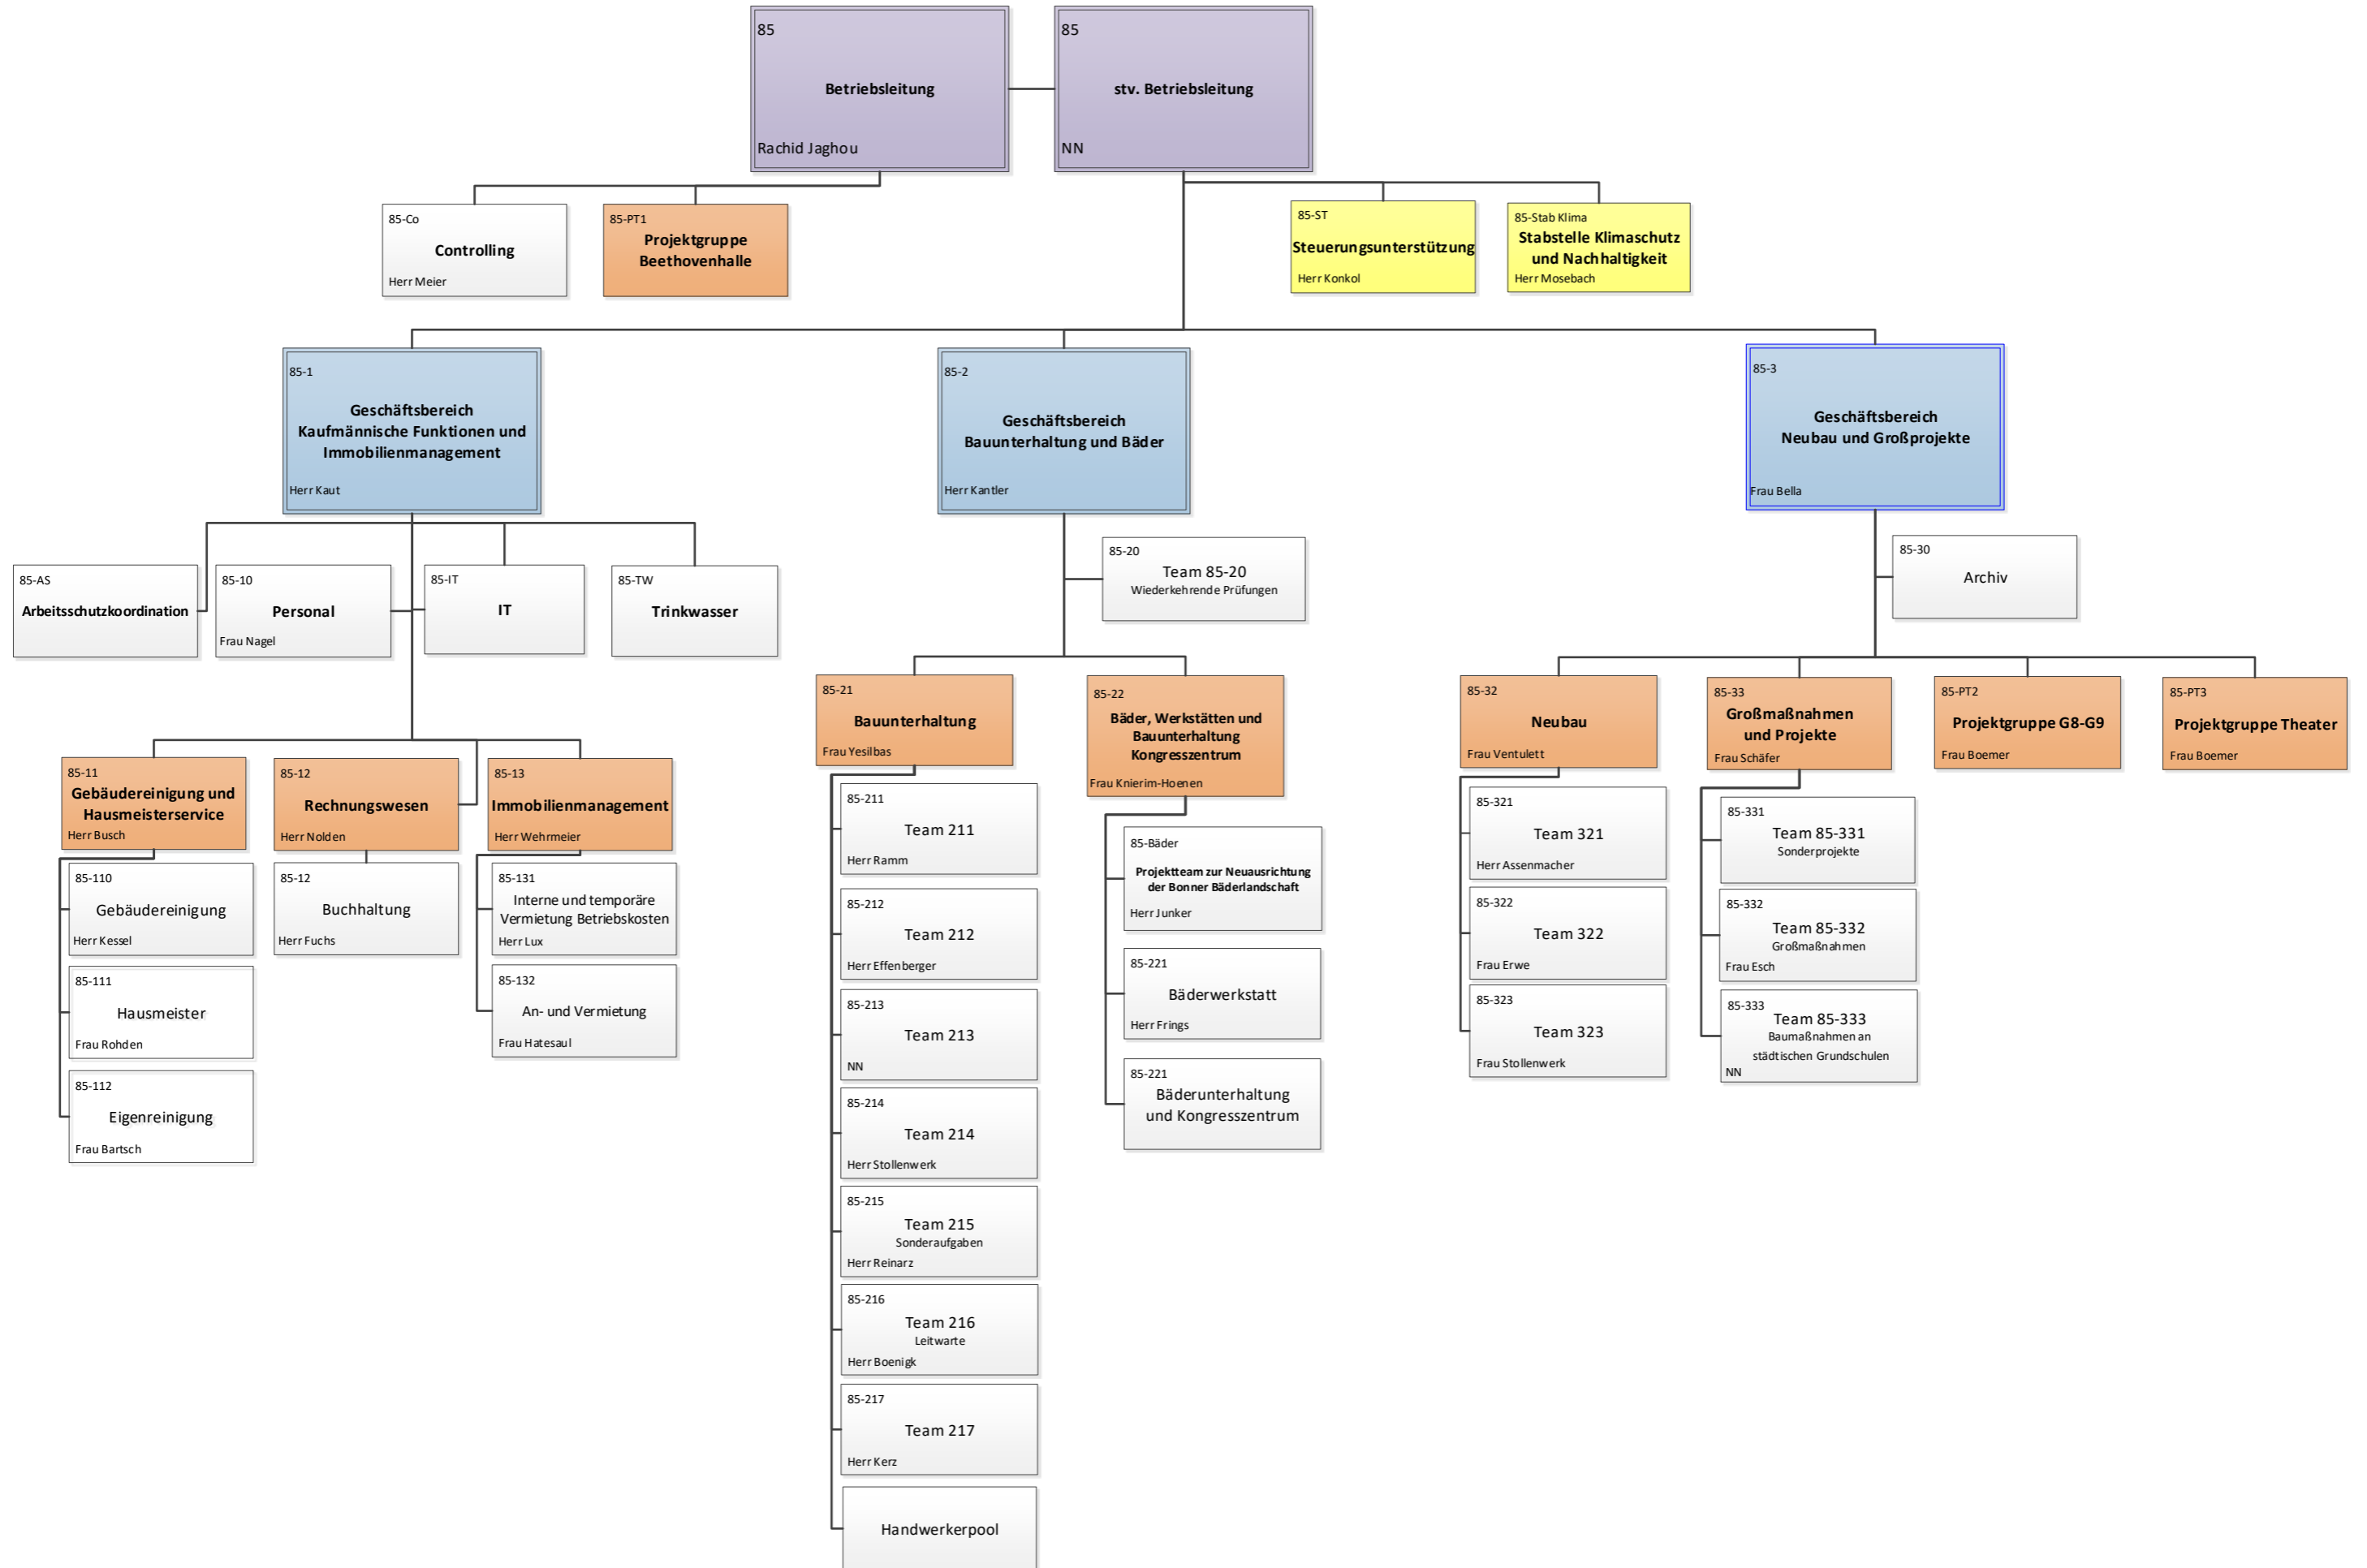 85
Betriebsleitung
Rachid Jaghou
85
stv. Betriebsleitung
NN
85-Co
Controlling
Herr Meier
85-PT1
Projektgruppe
Beethovenhalle
85-ST
Steuerungsunterstützung
Herr Konkol
85-Stab Klima
Stabstelle Klimaschutz
und Nachhaltigkeit
Herr Mosebach
85-1
Geschäftsbereich
Kaufmännische Funktionen und
Immobilienmanagement
Herr Kaut
85-2
Geschäftsbereich
Bauunterhaltung und Bäder
Herr Kantler
85-3
Geschäftsbereich
Neubau und Großprojekte
Frau Bella
85-AS
Arbeitsschutzkoordination
85-10
Personal
Frau Nagel
85-IT
IT
85-TW
Trinkwasser
85-20
Team 85-20
Wiederkehrende Prüfungen
85-30
Archiv
85-11
Gebäudereinigung und
Hausmeisterservice
Herr Busch
85-12
Rechnungswesen
Herr Nolden
85-13
Immobilienmanagement
Herr Wehrmeier
85-110
Gebäudereinigung
Herr Kessel
85-111
Hausmeister
Frau Rohden
85-112
Eigenreinigung
Frau Bartsch
85-12
Buchhaltung
Herr Fuchs
85-131
Interne und temporäre
Vermietung Betriebskosten
Herr Lux
85-132
An- und Vermietung
Frau Hatesaul
85-21
Bauunterhaltung
Frau Yesilbas
85-22
Bäder, Werkstätten und
Bauunterhaltung
Kongresszentrum
Frau Knierim-Hoenen
85-211
Team 211
Herr Ramm
85-212
Team 212
Herr Effenberger
85-213
Team 213
NN
85-214
Team 214
Herr Stollenwerk
85-215
Team 215
Sonderaufgaben
Herr Reinarz
85-216
Team 216
Leitwarte
Herr Boenigk
85-217
Team 217
Herr Kerz
Handwerkerpool
85-Bäder
Projektteam zur Neuausrichtung
der Bonner Bäderlandschaft
Herr Junker
85-221
Bäderwerkstatt
Herr Frings
85-221
Bäderunterhaltung
und Kongresszentrum
85-32
Neubau
Frau Ventulett
85-33
Großmaßnahmen
und Projekte
Frau Schäfer
85-PT2
Projektgruppe G8-G9
Frau Boemer
85-PT3
Projektgruppe Theater
Frau Boemer
85-321
Team 321
Herr Assenmacher
85-322
Team 322
Frau Erwe
85-323
Team 323
Frau Stollenwerk
85-331
Team 85-331
Sonderprojekte
85-332
Team 85-332
Großmaßnahmen
Frau Esch
85-333
Team 85-333
Baumaßnahmen an
städtischen Grundschulen
NN